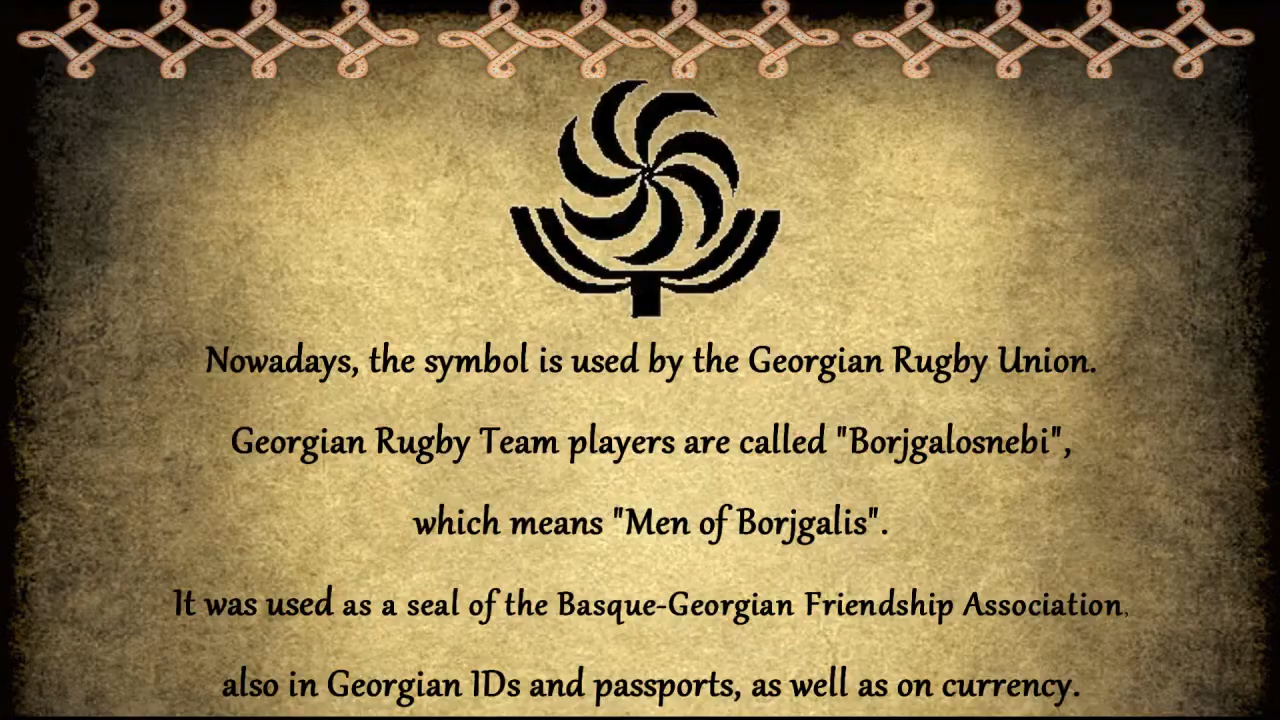 Nowadays, the symbol is used by the Georgian Rugby Union.
Georgian Rugby Team players are called "Borjgalosnebi",
which means "Men of Borjgalis".
It was used as a seal of the Basque-Georgian Friendship Association,
also in Georgian IDs and passports, as well as on currency.